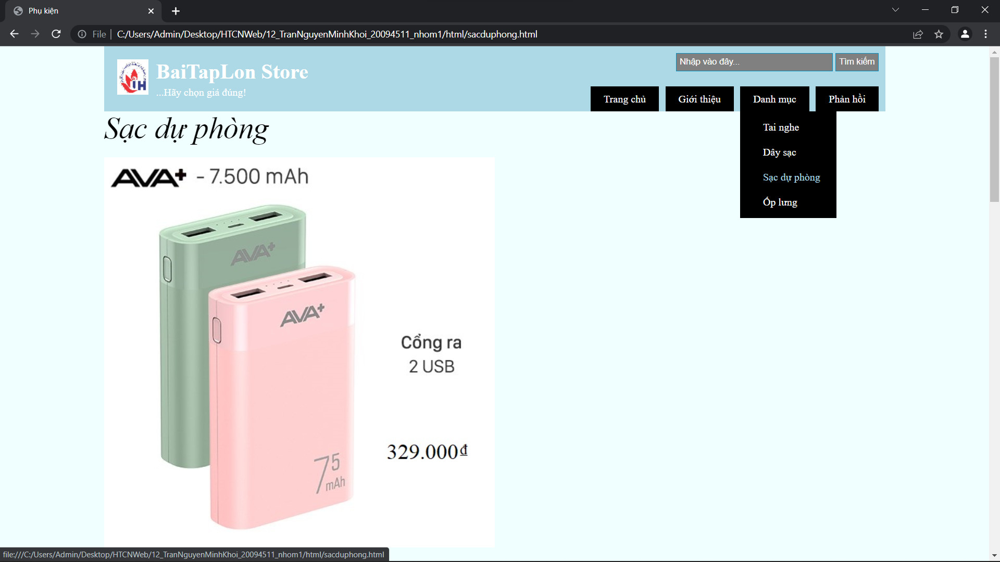 Phụ kiện
File
C:/Users/Admin/Desktop/HTCNWeb/12_TranNguyenMinhKhoi_20094511_nhom1/html/sacduphong.html
BaiTapLon Store
...Hãy chọn giá đúng!
Nhập vào đây...
Tìm kiếm
Trang chủ
Giới thiệu
Danh mục
Phản hồi
Tai nghe
Dây sạc
Sạc dự phòng
Ốp lưng
Sạc dự phòng
AVA+ - 7.500 mAh
AVA+
AVA+
Cổng ra
2 USB
329.000₫
75
mAh
file:///C:/Users/Admin/Desktop/HTCNWeb/12_TranNguyenMinhKhoi_20094511_nhom1/html/sacduphong.html